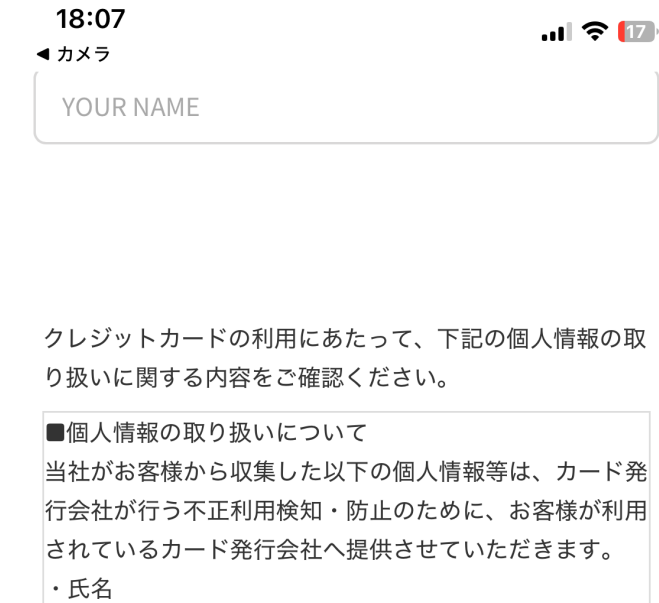 18:07
17
◀ カメラ
YOUR NAME
クレジットカードの利用にあたって、下記の個人情報の取
り扱いに関する内容をご確認ください。
■個人情報の取り扱いについて
当社がお客様から収集した以下の個人情報等は、カード発
行会社が行う不正利用検知・防止のために、お客様が利用
されているカード発行会社へ提供させていただきます。
・氏名